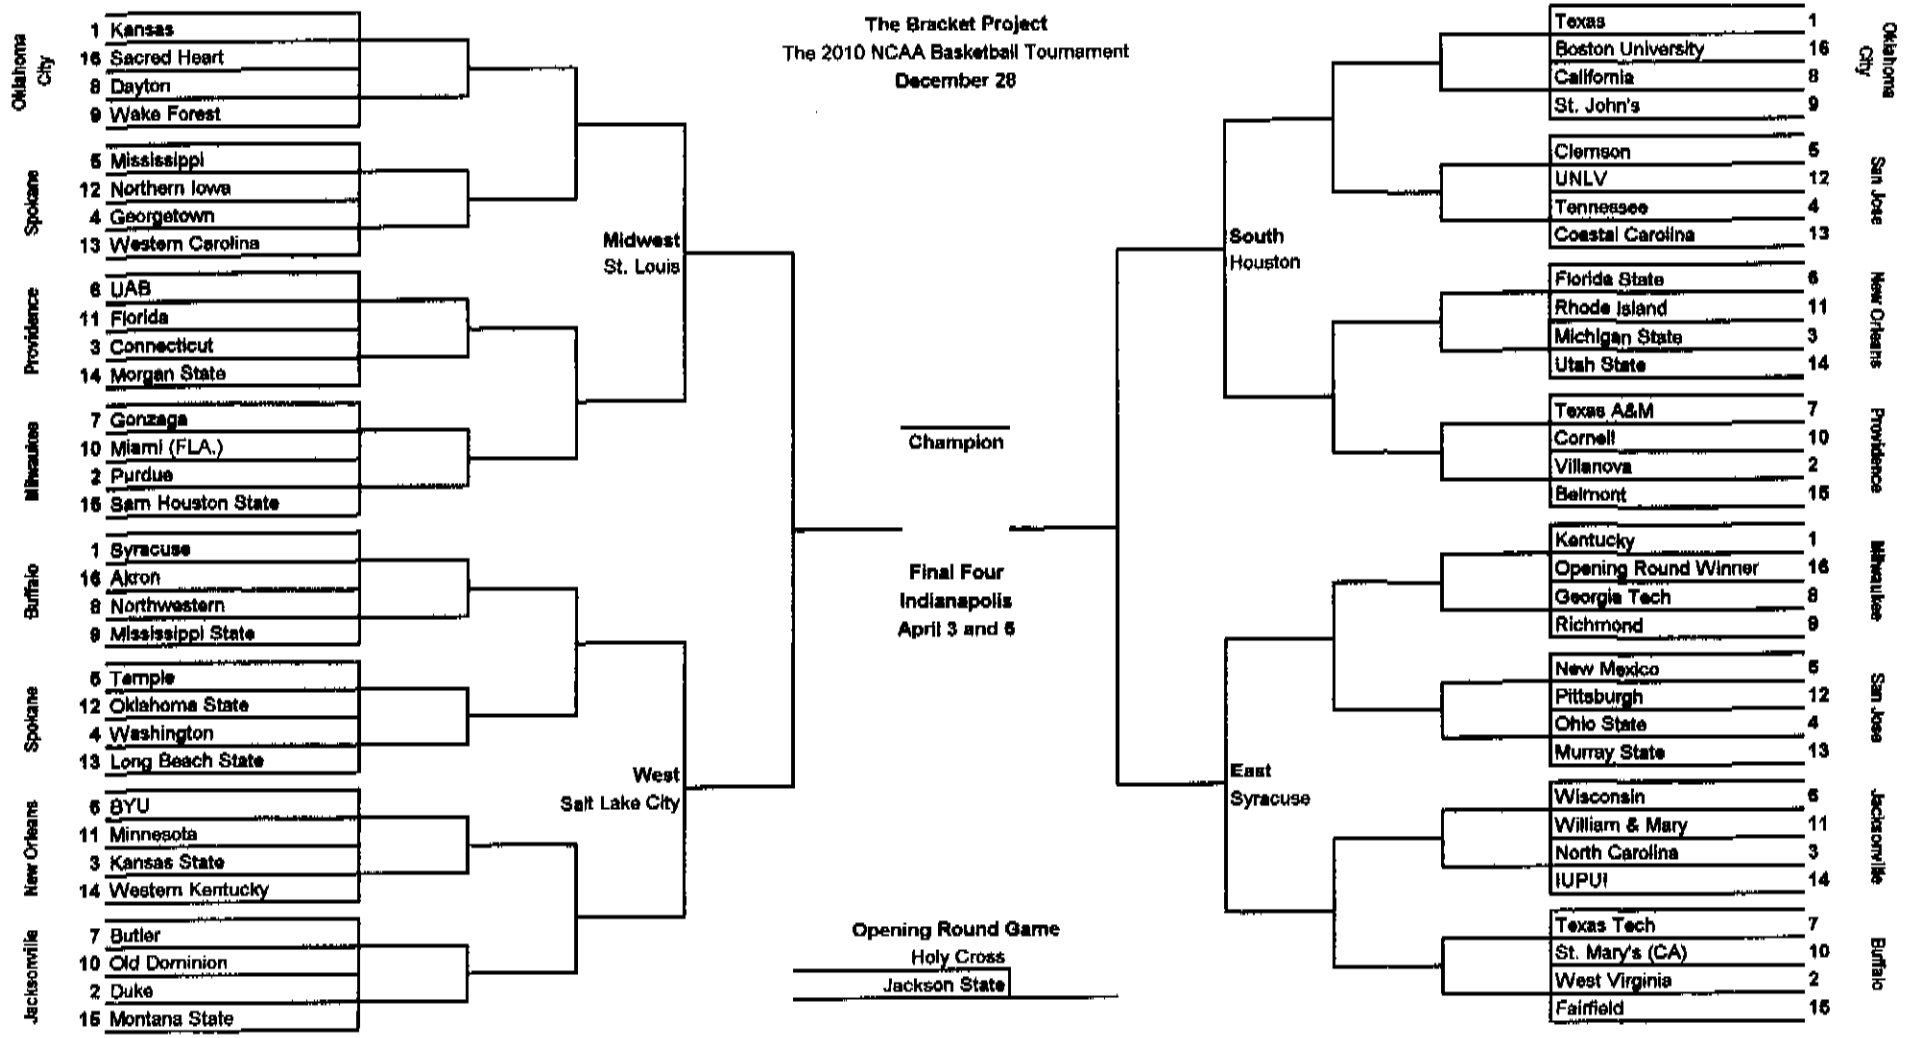 The Bracket Project
The 2010 NCAA Basketball Tournament
December 28
Oklahoma City
1 Kansas
16 Sacred Heart
8 Dayton
9 Wake Forest
Spokane
5 Mississippi
12 Northern Iowa
4 Georgetown
13 Western Carolina
Midwest
St. Louis
Providence
6 UAB
11 Florida
3 Connecticut
14 Morgan State
Milwaukee
7 Gonzaga
10 Miami (FLA.)
2 Purdue
15 Sam Houston State
Buffalo
1 Syracuse
16 Akron
8 Northwestern
9 Mississippi State
Spokane
5 Temple
12 Oklahoma State
4 Washington
13 Long Beach State
West
Salt Lake City
New Orleans
6 BYU
11 Minnesota
3 Kansas State
14 Western Kentucky
Jacksonville
7 Butler
10 Old Dominion
2 Duke
15 Montana State
Champion
Final Four
Indianapolis
April 3 and 5
Opening Round Game
Holy Cross
Jackson State
Texas 1
Boston University 16
California 8
St. John's 9
Oklahoma City
Clemson 5
UNLV 12
Tennessee 4
Coastal Carolina 13
San Jose
South
Houston
Florida State 6
Rhode Island 11
Michigan State 3
Utah State 14
New Orleans
Texas A&M 7
Cornell 10
Villanova 2
Belmont 15
Providence
Kentucky 1
Opening Round Winner 16
Georgia Tech 8
Richmond 9
Milwaukee
New Mexico 5
Pittsburgh 12
Ohio State 4
Murray State 13
San Jose
East
Syracuse
Wisconsin 6
William & Mary 11
North Carolina 3
IUPUI 14
Jacksonville
Texas Tech 7
St. Mary's (CA) 10
West Virginia 2
Fairfield 15
Buffalo